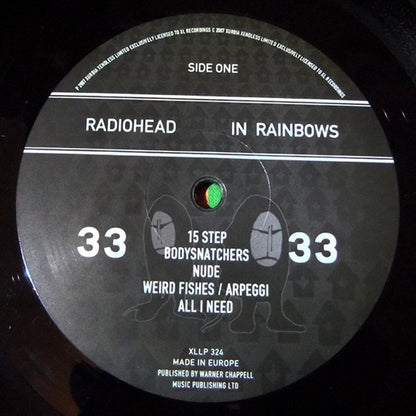 P 2007 XURBIA XENDLESS LIMITED EXCLUSIVELY LICENSED TO XL RECORDINGS C 2007 XURBIA XENDLESS LIMITED EXCLUSIVELY LICENSED TO XL RECORDINGS
SIDE ONE
RADIOHEAD IN RAINBOWS
33 33
15 STEP
BODYSNATCHERS
NUDE
WEIRD FISHES / ARPEGGI
ALL I NEED
XLLP 324
MADE IN EUROPE
PUBLISHED BY WARNER CHAPPELL
MUSIC PUBLISHING LTD